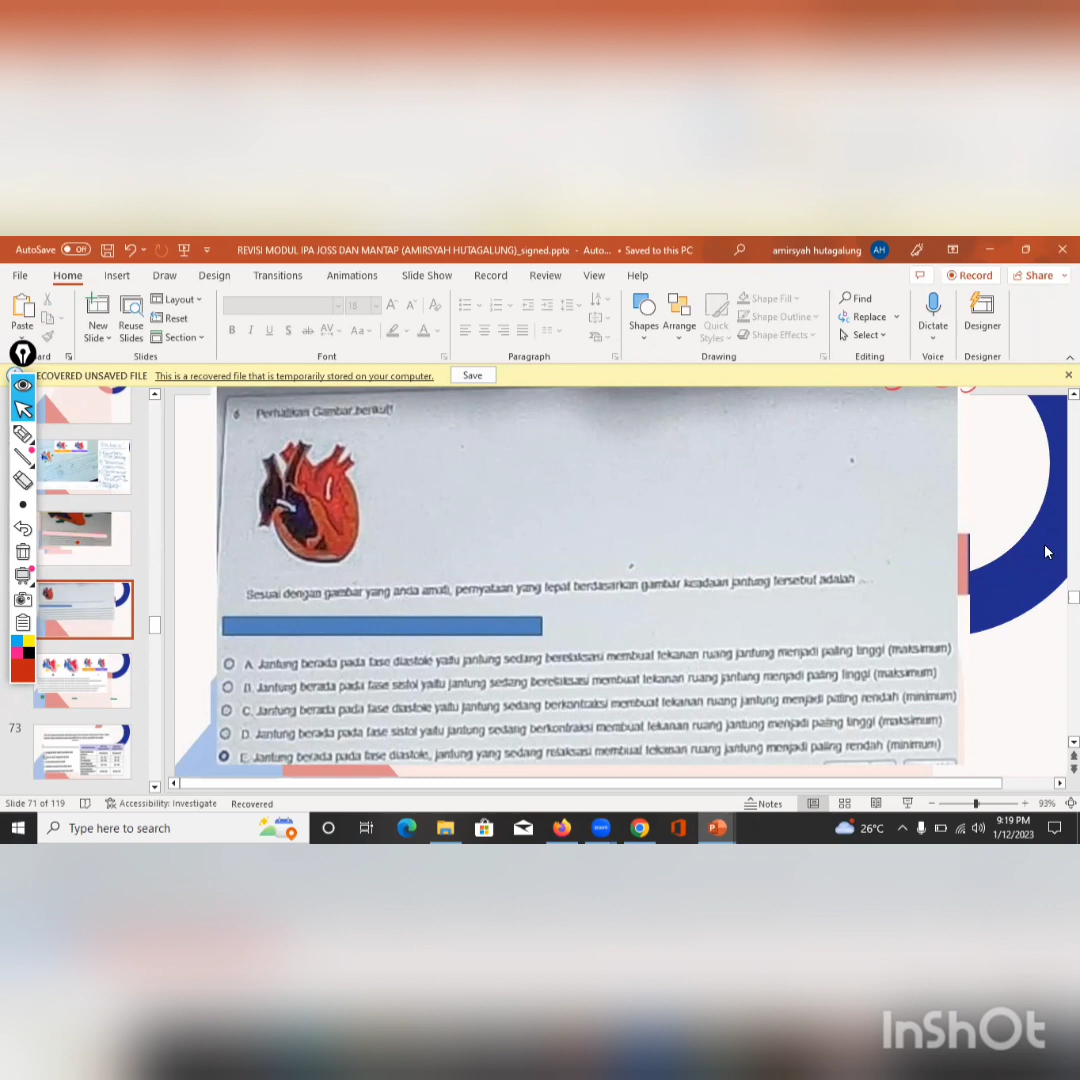 AutoSave Off REVISI MODUL IPA JOSS DAN MANTAP (AMIRSYAH HUTAGALUNG)_signed.pptx - Auto... • Saved to this PC amirsyah hutagalung AH
File Home Insert Draw Design Transitions Animations Slide Show Record Review View Help Record Share
Paste New Slide Reuse Slides Layout Reset Section
18
B I U S ab AV Aa
Shapes Arrange Quick Styles Shape Fill Shape Outline Shape Effects
Find Replace Select
Dictate Designer
ard Slides Font Paragraph Drawing Editing Voice Designer
ECOVERED UNSAVED FILE This is a recovered file that is temporarily stored on your computer. Save
6 Perhatikan Gambar berikut!
Sesuai dengan gambar yang anda amati, pernyataan yang tepat berdasarkan gambar keadaan jantung tersebut adalah ....
A. Jantung berada pada fase diastole yaitu jantung sedang berelaksasi membuat tekanan ruang jantung menjadi paling tinggi (maksimum)
B. Jantung berada pada fase sistol yaitu jantung sedang berelaksasi membuat tekanan ruang jantung menjadi paling tinggi (maksimum)
C. Jantung berada pada fase diastole yaitu jantung sedang berkontraksi membuat tekanan ruang jantung menjadi paling rendah (minimum)
D. Jantung berada pada fase sistol yaitu jantung sedang berkontraksi membuat tekanan ruang jantung menjadi paling tinggi (maksimum)
E. Jantung berada pada fase diastole, jantung yang sedang relaksasi membuat tekanan ruang jantung menjadi paling rendah (minimum)
73
Slide 71 of 119 Accessibility: Investigate Recovered Notes 93%
Type here to search 26°C 9:19 PM
1/12/2023
InShOt